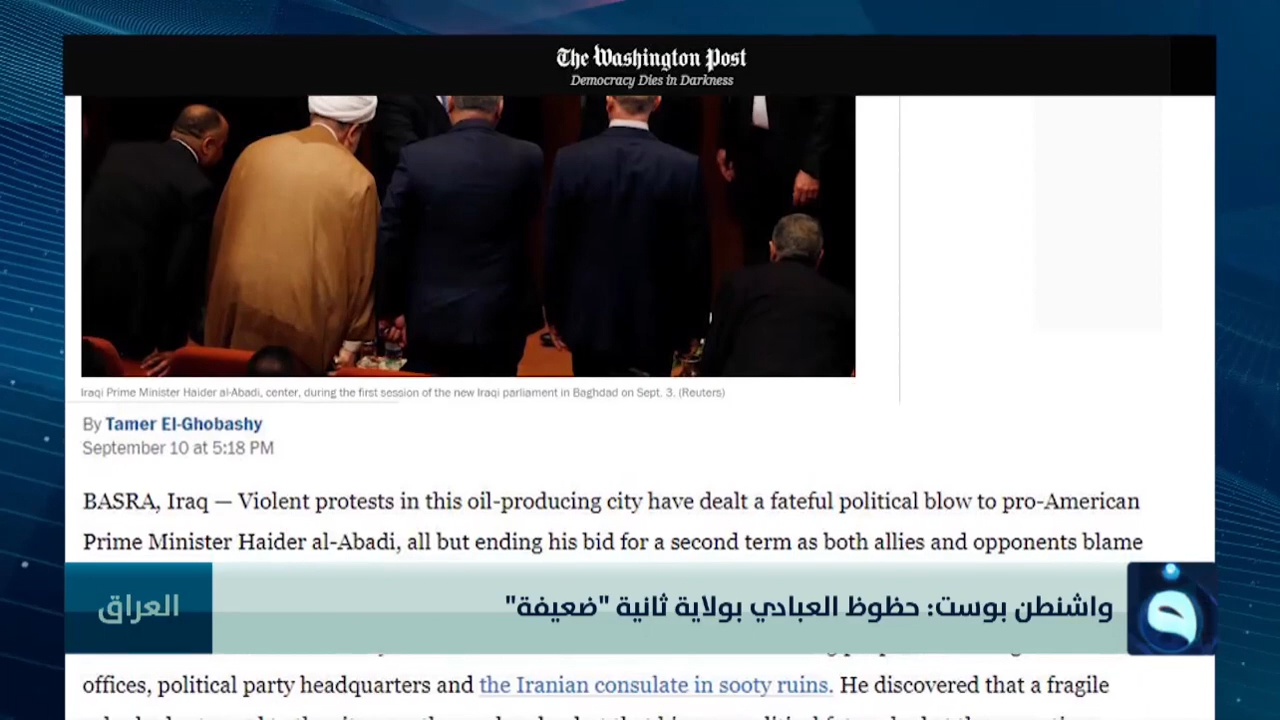 The Washington Post
Democracy Dies in Darkness
Iraqi Prime Minister Haider al-Abadi, center, during the first session of the new Iraqi parliament in Baghdad on Sept. 3. (Reuters)
By Tamer El-Ghobashy
September 10 at 5:18 PM
BASRA, Iraq — Violent protests in this oil-producing city have dealt a fateful political blow to pro-American
Prime Minister Haider al-Abadi, all but ending his bid for a second term as both allies and opponents blame
واشنطن بوست: حظوظ العبادي بولاية ثانية "ضعيفة"
العراق
offices, political party headquarters and the Iranian consulate in sooty ruins. He discovered that a fragile